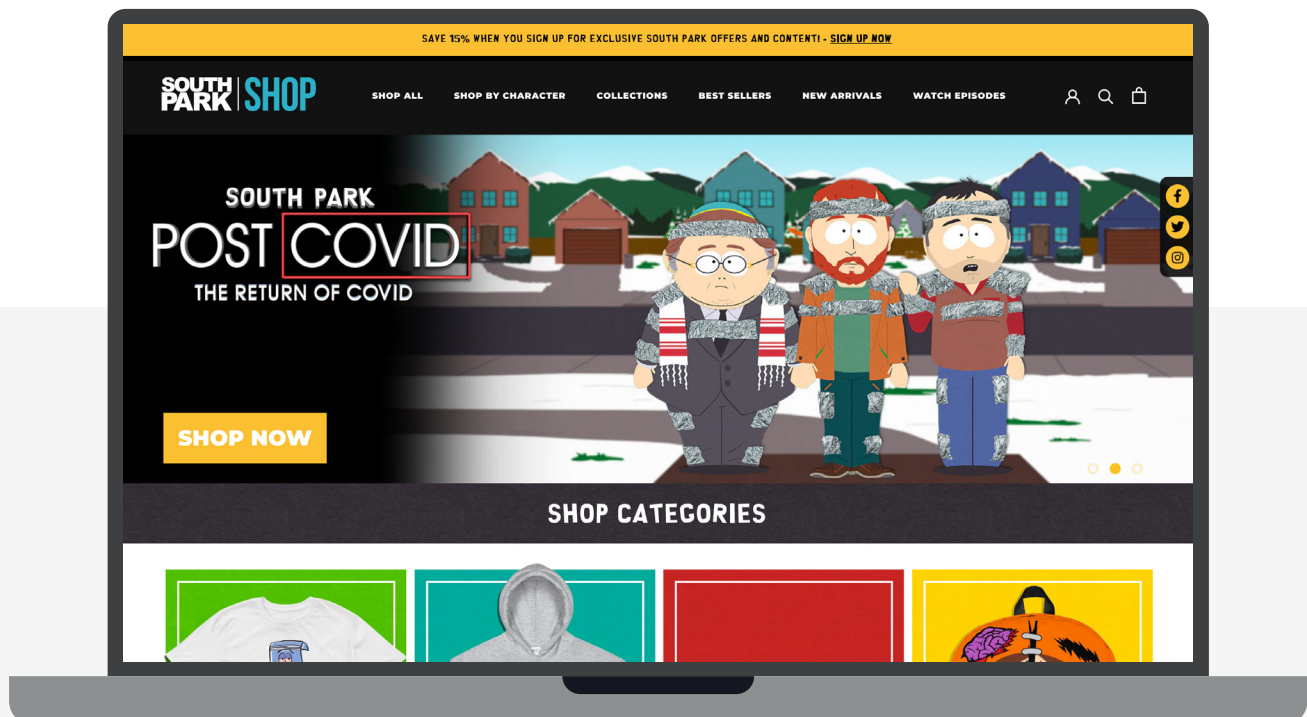 SAVE 15% WHEN YOU SIGN UP FOR EXCLUSIVE SOUTH PARK OFFERS AND CONTENT! - SIGN UP NOW
SOUTH PARK | SHOP
SHOP ALL
SHOP BY CHARACTER
COLLECTIONS
BEST SELLERS
NEW ARRIVALS
WATCH EPISODES
SOUTH PARK
POST COVID
THE RETURN OF COVID
SHOP NOW
SHOP CATEGORIES